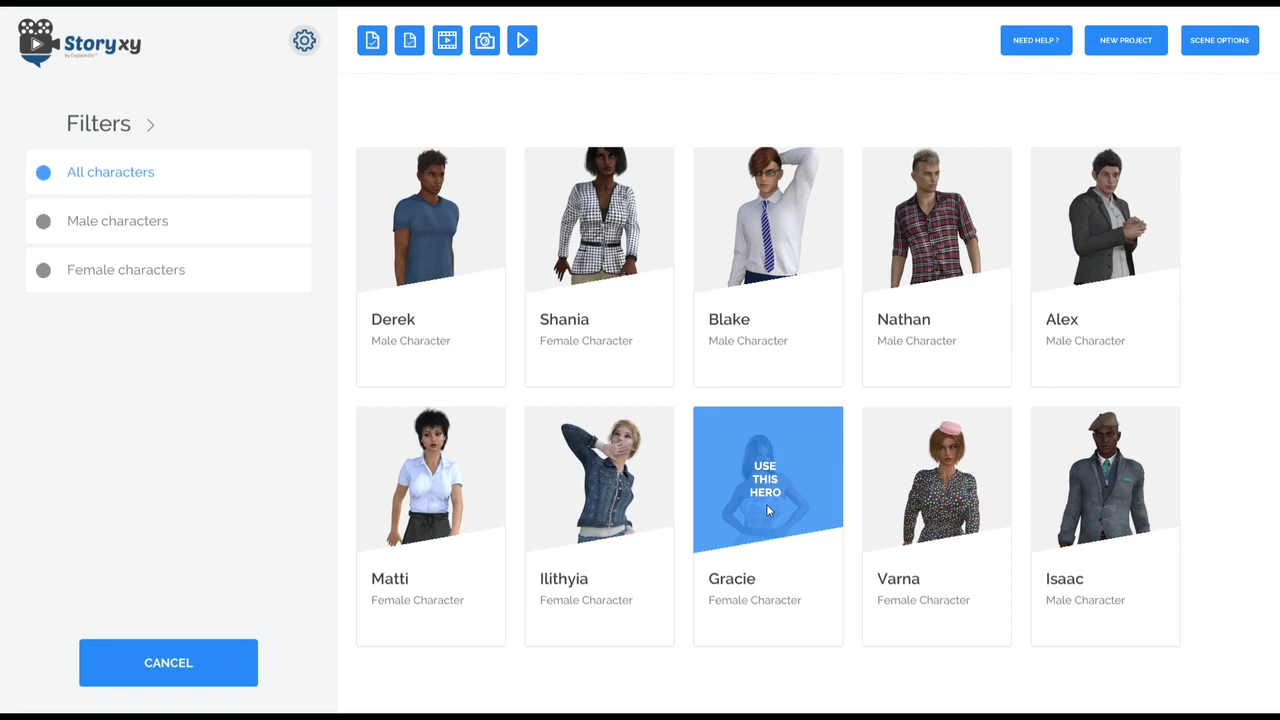 Storyxy
NEED HELP ?
NEW PROJECT
SCENE OPTIONS
Filters
All characters
Male characters
Female characters
CANCEL
Derek
Male Character
Shania
Female Character
Blake
Male Character
Nathan
Male Character
Alex
Male Character
Matti
Female Character
Ilithyia
Female Character
USE
THIS
HERO
Gracie
Female Character
Varna
Female Character
Isaac
Male Character